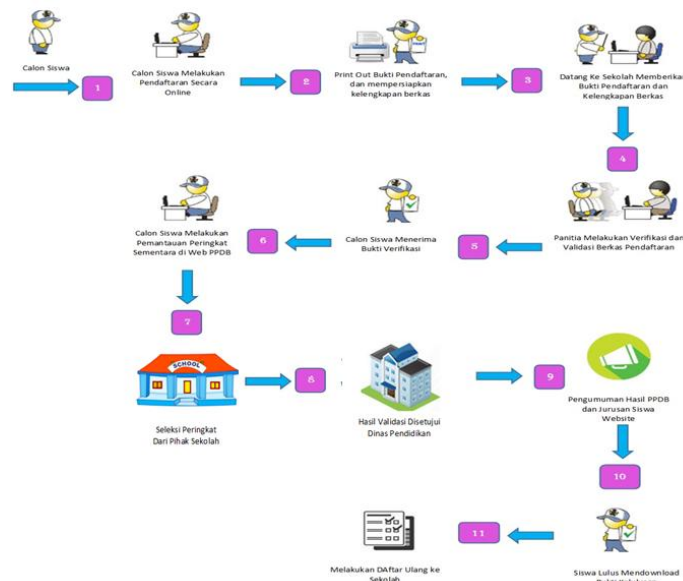 Calon Siswa
1
Calon Siswa Melakukan
Pendaftaran Secara
Online
2
Print Out Bukti Pendaftaran,
dan mempersiapkan
kelengkapan berkas
3
Datang Ke Sekolah Memberika
Bukti Pendaftaran dan
Kelengkapan Berkas
4
Panitia Melakukan Verifikasi dan
Validasi Berkas Pendaftaran
5
Calon Siswa Menerima
Bukti Verifikasi
6
Calon Siswa Melakukan
Pemantauan Peringkat
Sementara di Web PPDB
7
SCHOOL
Seleksi Peringkat
Dari Pihak Sekolah
8
Hasil Validasi Disetujui
Dinas Pendidikan
9
Pengumuman Hasil PPDB
dan Jurusan Siswa
Website
10
Siswa Lulus Mendownload
11
Melakukan DAftar Ulang ke
Sekolah